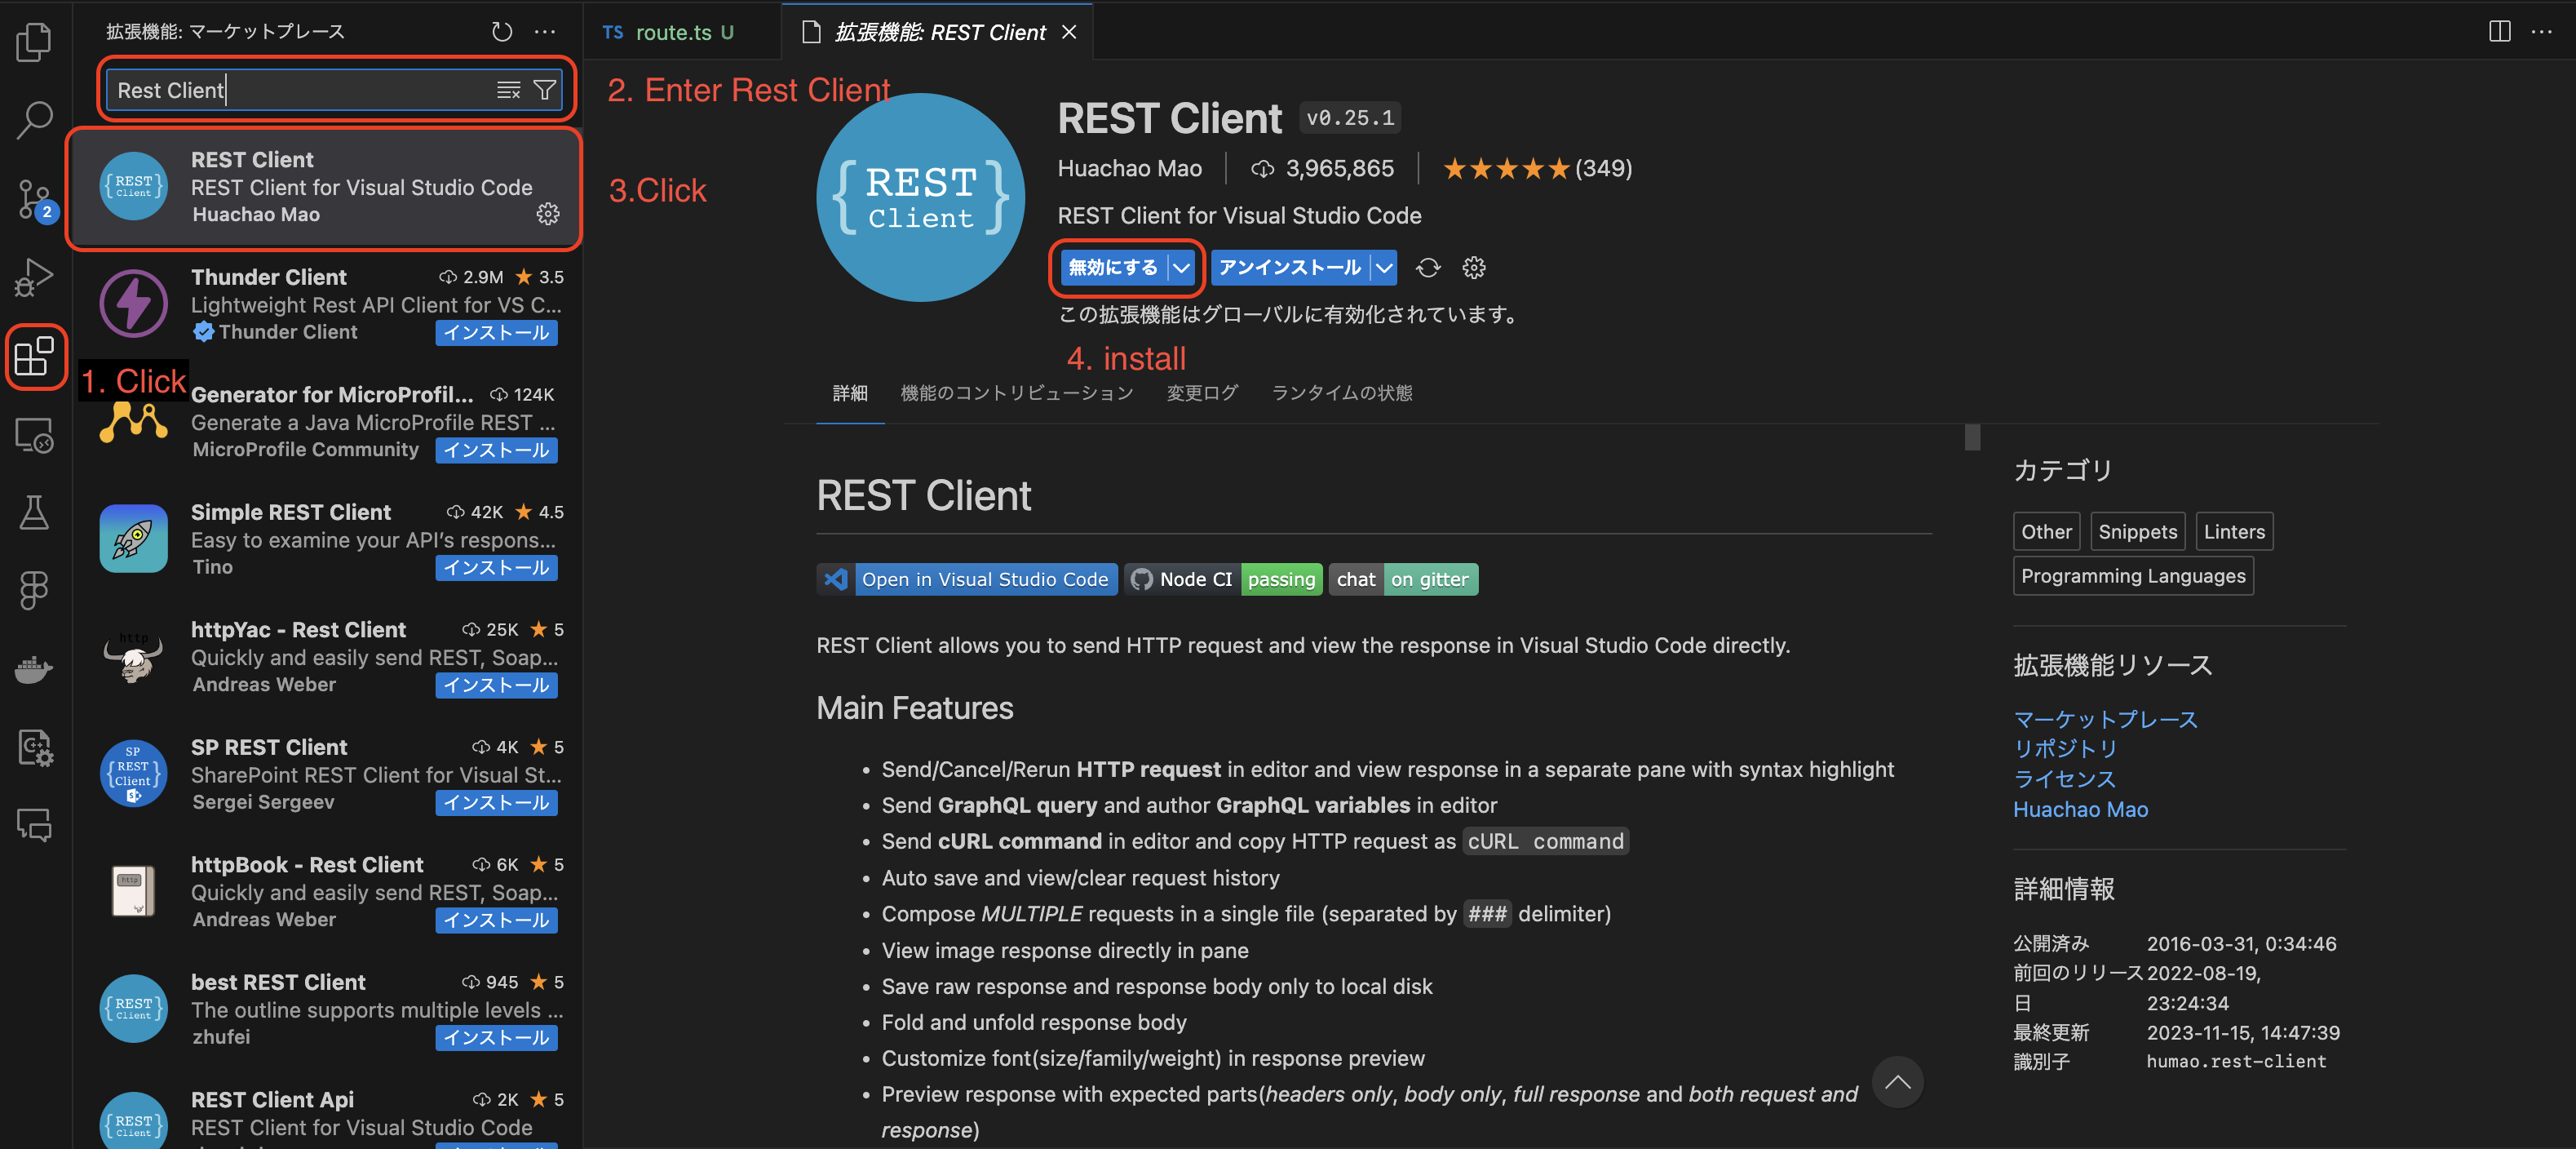 拡張機能: マーケットプレース
Rest Client
REST Client
REST Client for Visual Studio Code
Huachao Mao
{REST}
Client
2
Thunder Client 2.9M ★ 3.5
Lightweight Rest API Client for VS C...
Thunder Client インストール
1. Click
Generator for MicroProfil... 124K
Generate a Java MicroProfile REST ...
MicroProfile Community インストール
Simple REST Client 42K ★ 4.5
Easy to examine your API's respons...
Tino インストール
http
httpYac - Rest Client 25K ★ 5
Quickly and easily send REST, Soap...
Andreas Weber インストール
SP
{REST}
Client
SP REST Client 4K ★ 5
SharePoint REST Client for Visual St...
Sergei Sergeev インストール
http
httpBook - Rest Client 6K ★ 5
Quickly and easily send REST, Soap...
Andreas Weber インストール
{REST}
Client
best REST Client 945 ★ 5
The outline supports multiple levels ...
zhufei インストール
{REST}
Client
REST Client Api 2K ★ 5
REST Client for Visual Studio Code
TS route.ts U
拡張機能: REST Client
2. Enter Rest Client
3.Click
{REST}
Client
REST Client v0.25.1
Huachao Mao 3,965,865 ★★★★★(349)
REST Client for Visual Studio Code
無効にする アンインストール
この拡張機能はグローバルに有効化されています。
4. install
詳細 機能のコントリビューション 変更ログ ランタイムの状態
REST Client
Open in Visual Studio Code Node CI passing chat on gitter
REST Client allows you to send HTTP request and view the response in Visual Studio Code directly.
Main Features
• Send/Cancel/Rerun HTTP request in editor and view response in a separate pane with syntax highlight
• Send GraphQL query and author GraphQL variables in editor
• Send cURL command in editor and copy HTTP request as cURL command
• Auto save and view/clear request history
• Compose MULTIPLE requests in a single file (separated by ### delimiter)
• View image response directly in pane
• Save raw response and response body only to local disk
• Fold and unfold response body
• Customize font(size/family/weight) in response preview
• Preview response with expected parts(headers only, body only, full response and both request and
response)
カテゴリ
Other Snippets Linters
Programming Languages
拡張機能リソース
マーケットプレース
リポジトリ
ライセンス
Huachao Mao
詳細情報
公開済み 2016-03-31, 0:34:46
前回のリリース 2022-08-19,
日 23:24:34
最終更新 2023-11-15, 14:47:39
識別子 humao.rest-client